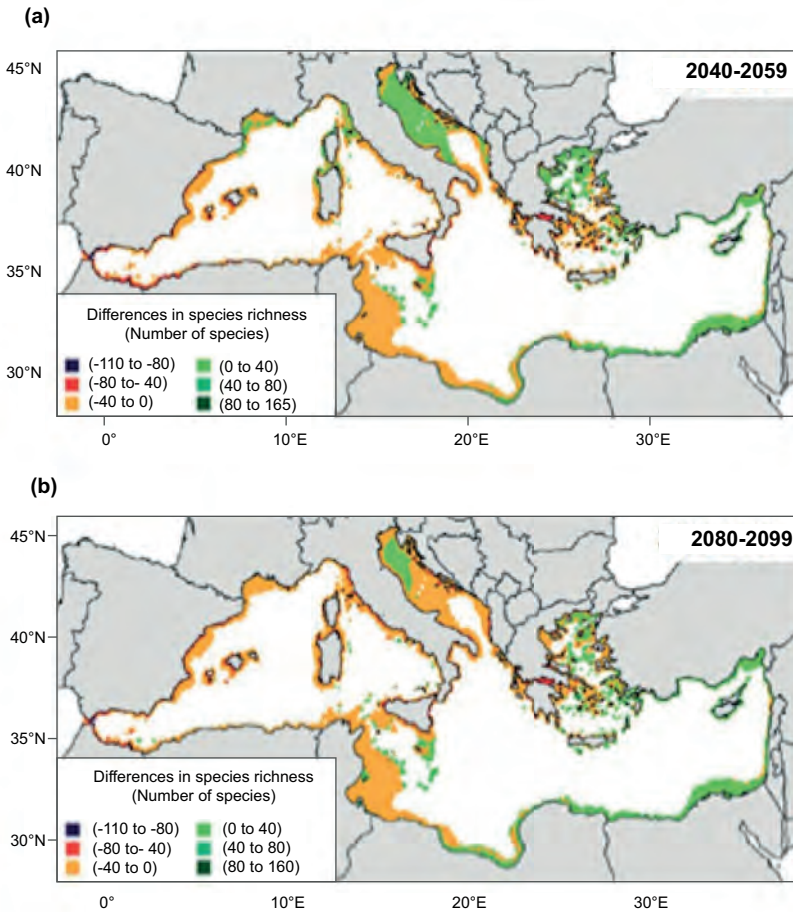 (a)
2040-2059
45°N
40°N
35°N
30°N
Differences in species richness
(Number of species)
(-110 to -80)
(-80 to- 40)
(-40 to 0)
(0 to 40)
(40 to 80)
(80 to 165)
0°
10°E
20°E
30°E
(b)
2080-2099
45°N
40°N
35°N
30°N
Differences in species richness
(Number of species)
(-110 to -80)
(-80 to- 40)
(-40 to 0)
(0 to 40)
(40 to 80)
(80 to 160)
0°
10°E
20°E
30°E